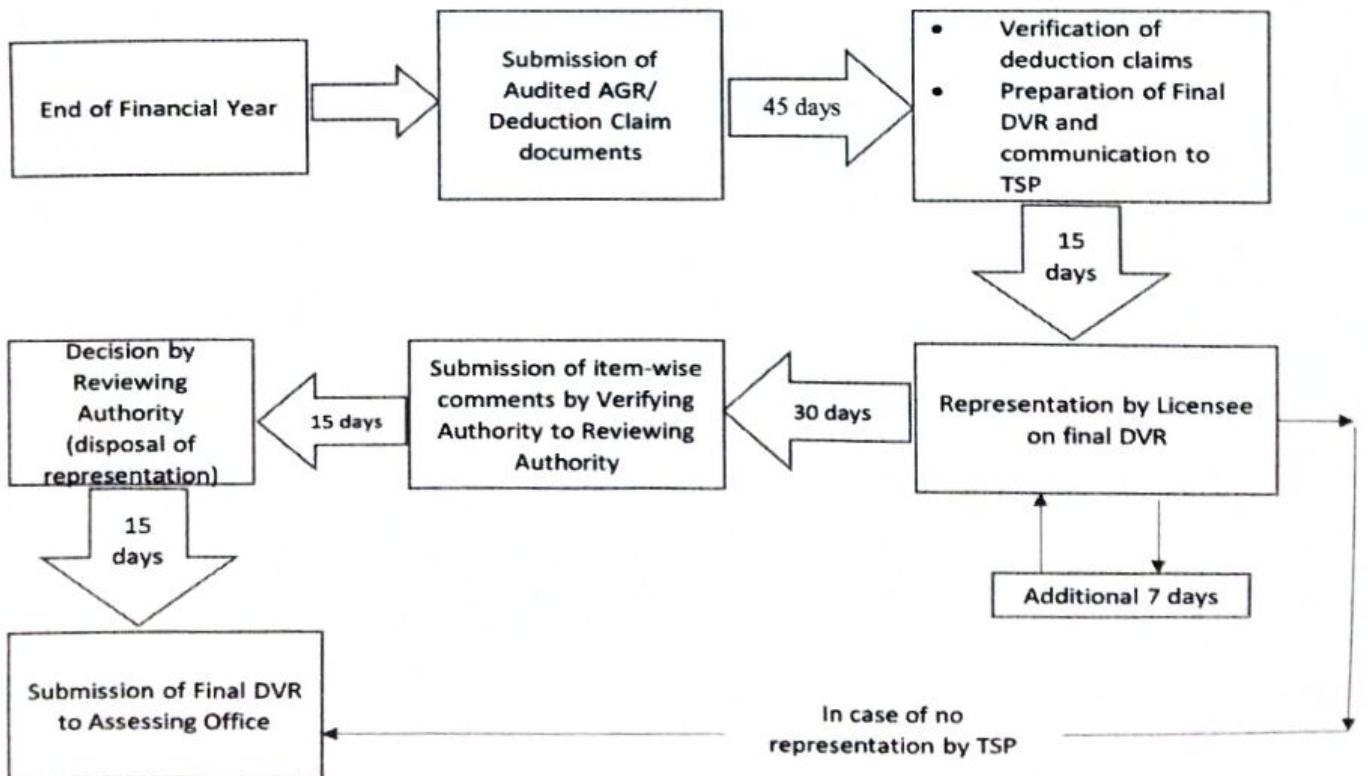 End of Financial Year
Submission of
Audited AGR/
Deduction Claim
documents
45 days
• Verification of
deduction claims
• Preparation of Final
DVR and
communication to
TSP
15
days
Representation by Licensee
on final DVR
Additional 7 days
30 days
Submission of item-wise
comments by Verifying
Authority to Reviewing
Authority
15 days
Decision by
Reviewing
Authority
(disposal of
representation)
15
days
Submission of Final DVR
to Assessing Office
In case of no
representation by TSP